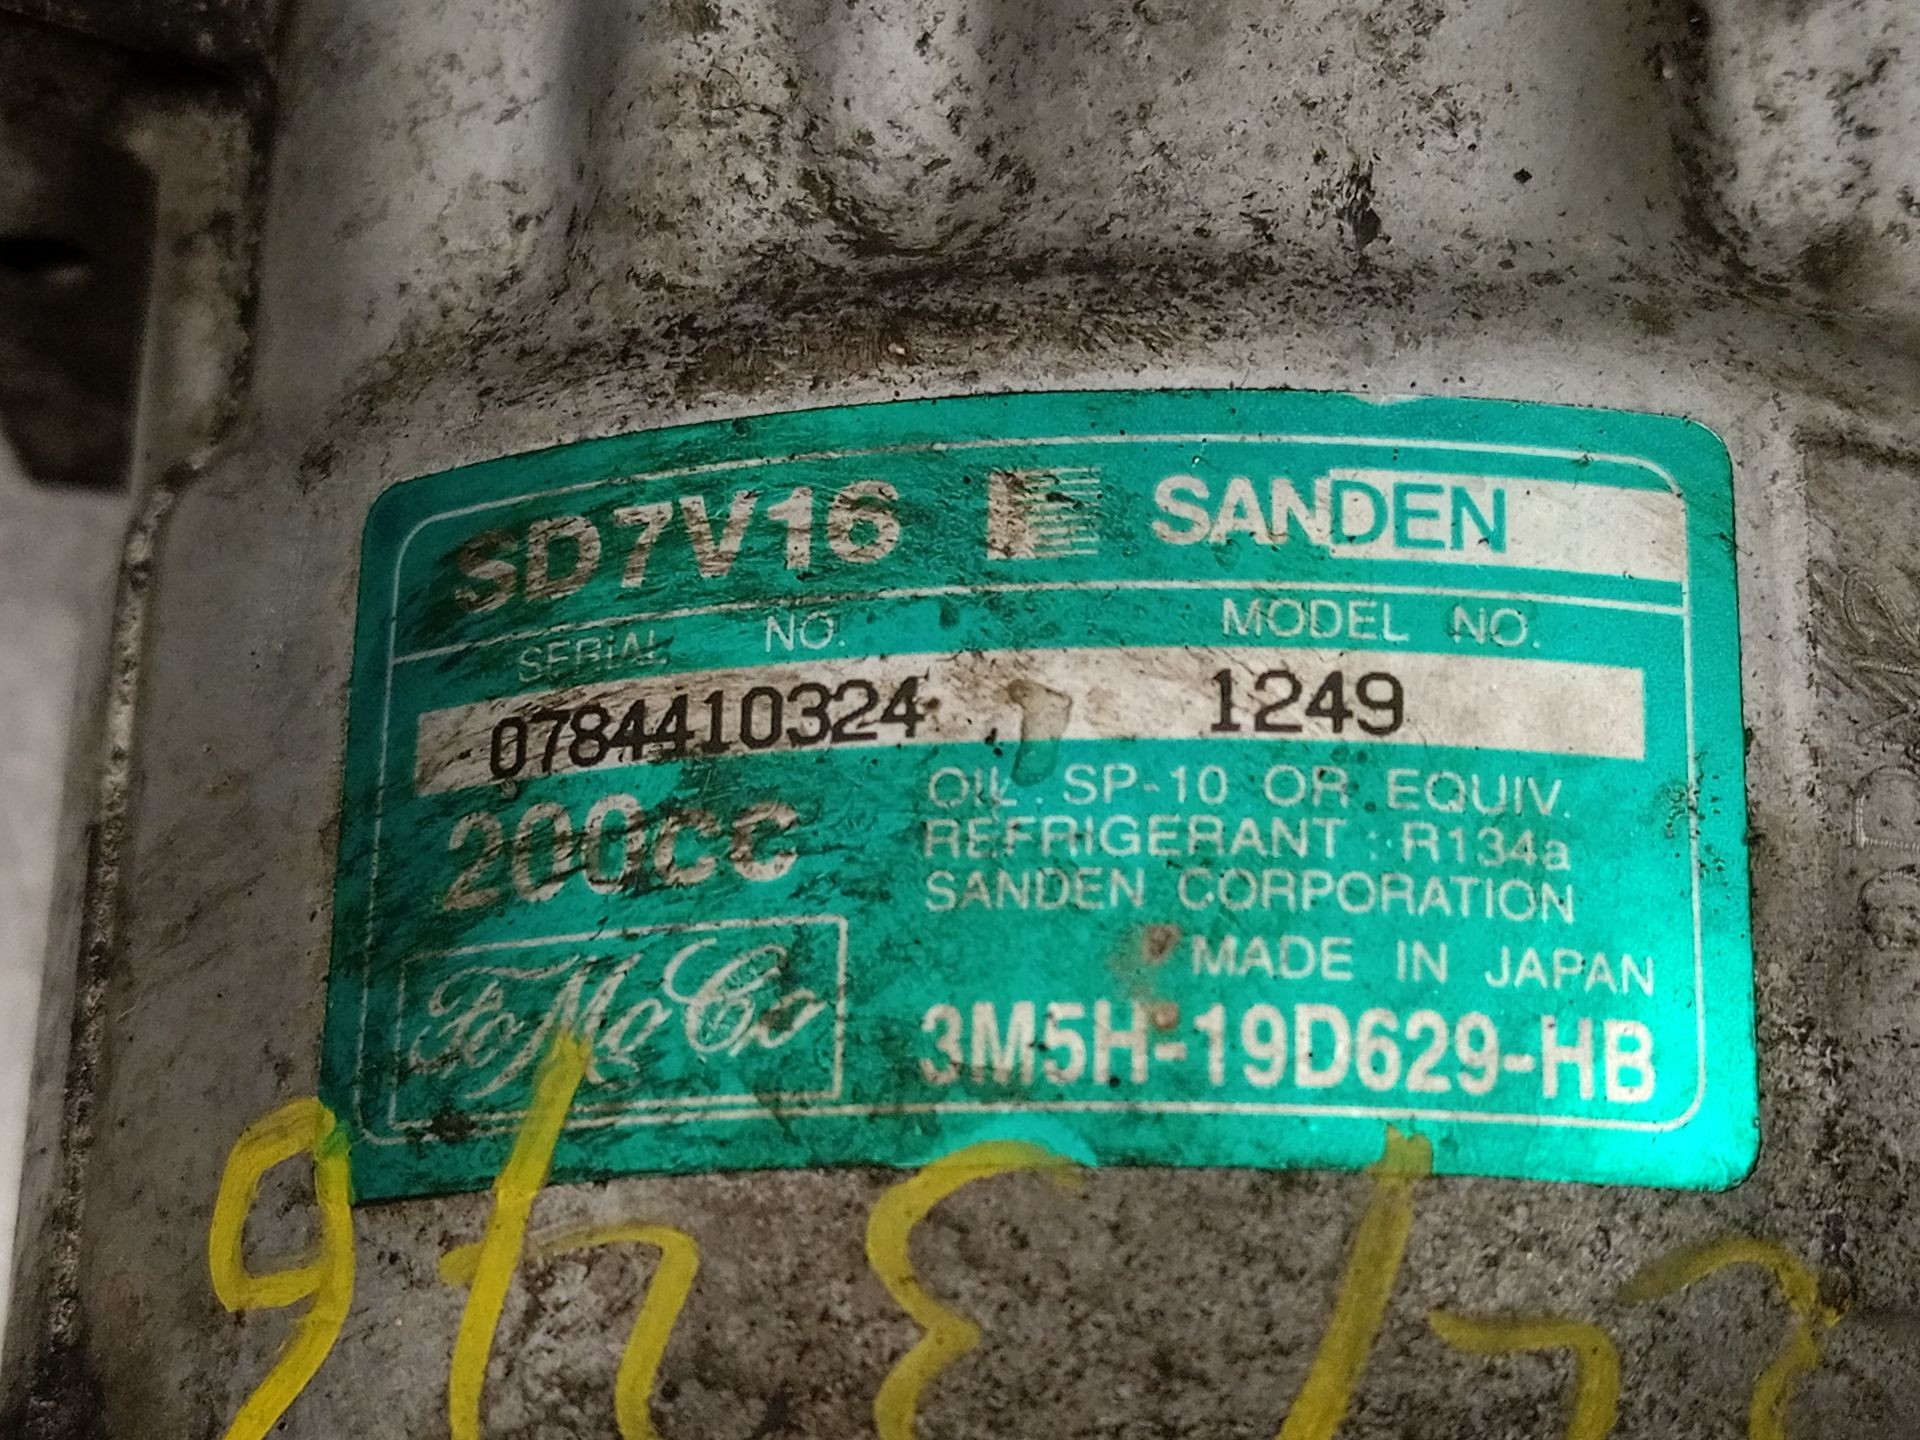 SD7V16 SANDEN
SERIAL NO. MODEL NO.
0784410324 1249
200CC
OIL : SP-10 OR EQUIV.
REFRIGERANT : R134a
SANDEN CORPORATION
MADE IN JAPAN
FoMoCo
3M5H-19D629-HB